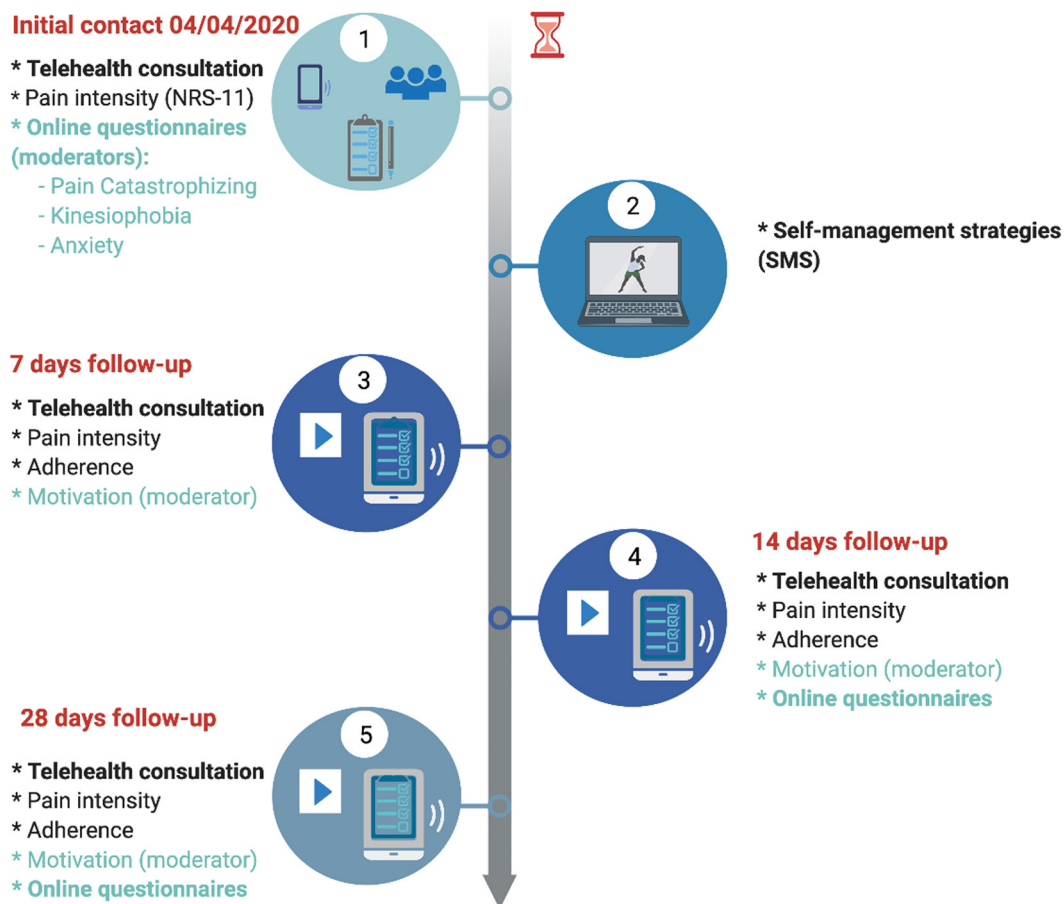 Initial contact 04/04/2020
1
* Telehealth consultation
* Pain intensity (NRS-11)
* Online questionnaires
(moderators):
- Pain Catastrophizing
- Kinesiophobia
- Anxiety
2
* Self-management strategies
(SMS)
7 days follow-up
3
* Telehealth consultation
* Pain intensity
* Adherence
* Motivation (moderator)
4
14 days follow-up
* Telehealth consultation
* Pain intensity
* Adherence
* Motivation (moderator)
* Online questionnaires
28 days follow-up
5
* Telehealth consultation
* Pain intensity
* Adherence
* Motivation (moderator)
* Online questionnaires